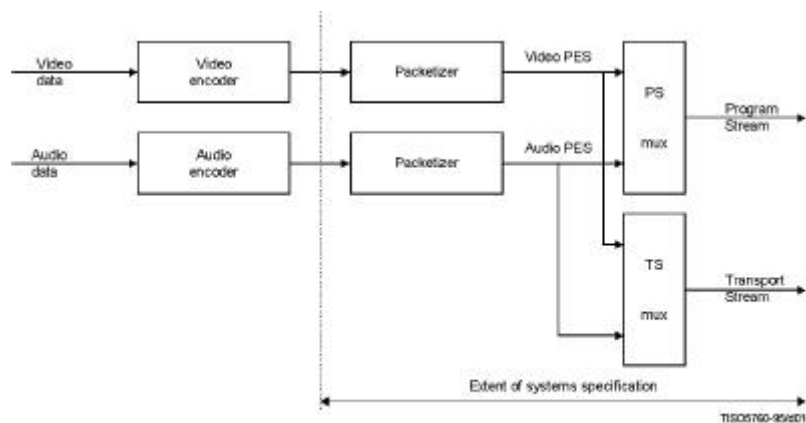 Video
data
Video
encoder
Packetizer
Video PES
PS
mux
Program
Stream
Audio
data
Audio
encoder
Packetizer
Audio PES
TS
mux
Transport
Stream
Extent of systems specification
TISO5760-95/d01